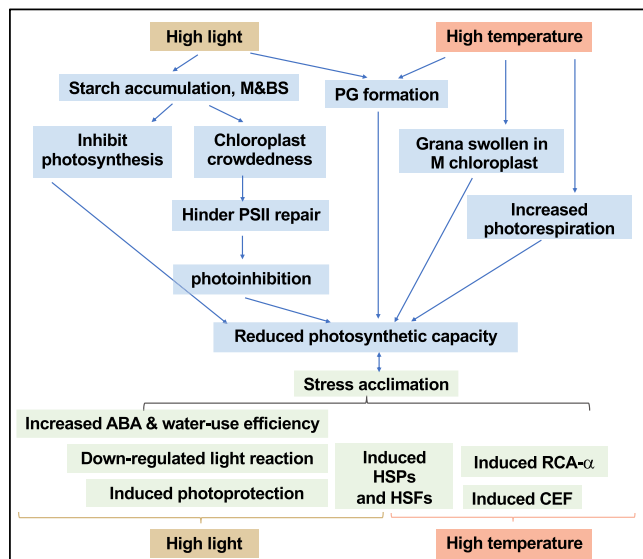 High light
High temperature
Starch accumulation, M&BS
PG formation
Inhibit
photosynthesis
Chloroplast
crowdedness
Grana swollen in
M chloroplast
Hinder PSII repair
Increased
photorespiration
photoinhibition
Reduced photosynthetic capacity
Stress acclimation
Increased ABA & water-use efficiency
Down-regulated light reaction
Induced photoprotection
Induced
HSPs
and HSFs
Induced RCA-α
Induced CEF
High light
High temperature